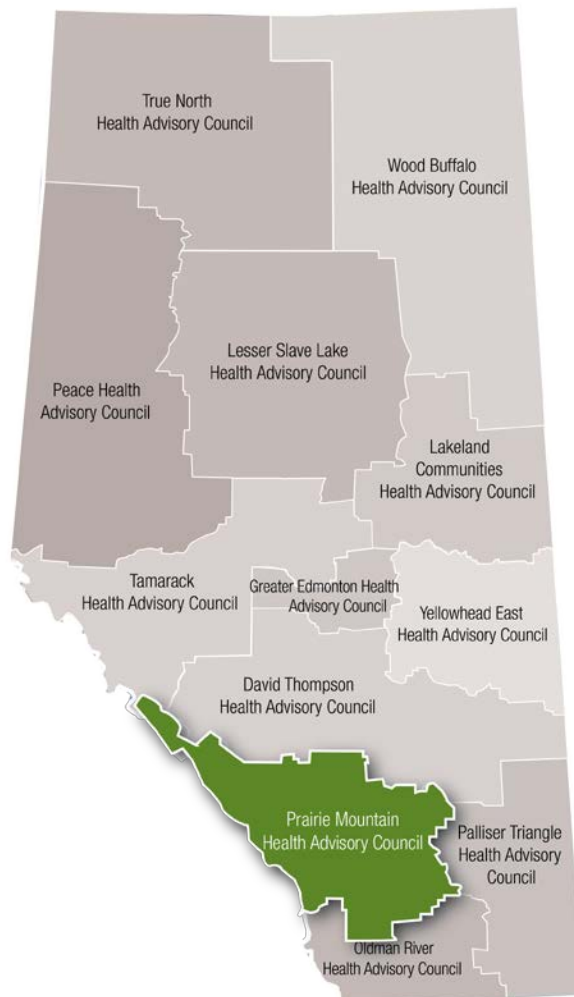 True North
Health Advisory Council
Wood Buffalo
Health Advisory Council
Lesser Slave Lake
Health Advisory Council
Peace Health
Advisory Council
Lakeland
Communities
Health Advisory Council
Tamarack
Health Advisory Council
Greater Edmonton Health
Advisory Council
Yellowhead East
Health Advisory Council
David Thompson
Health Advisory Council
Prairie Mountain
Health Advisory Council
Palliser Triangle
Health Advisory
Council
Oldman River
Health Advisory Council